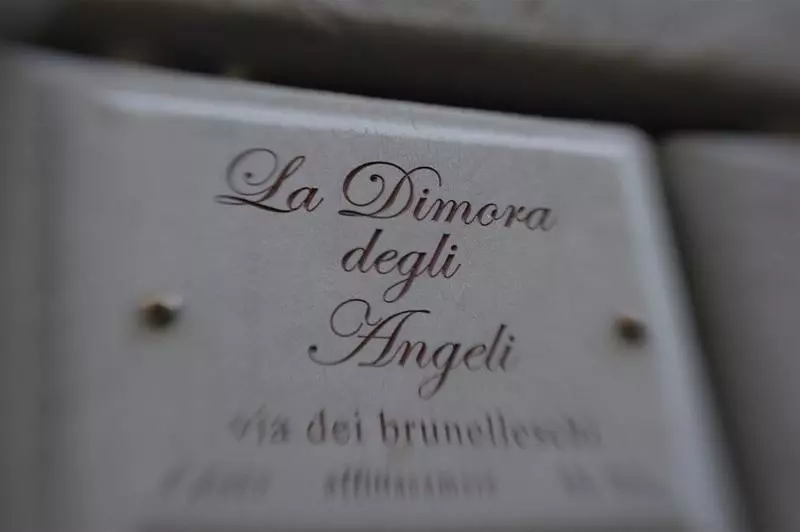 La Dimora
degli
Angeli
via dei brunelleschi